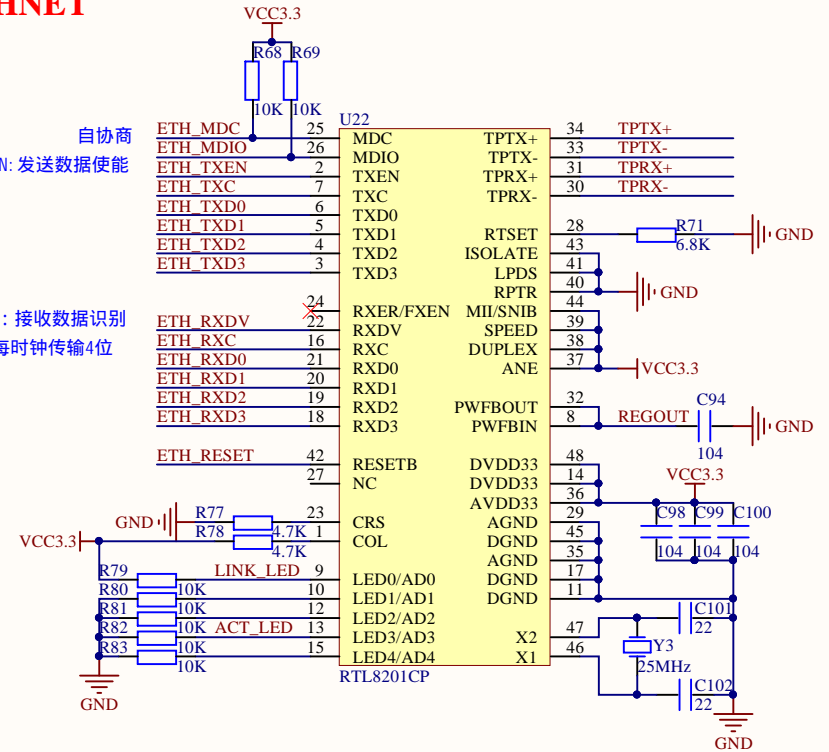 HNET
VCC3.3
R68 R69
10K 10K
U22
自协商
N: 发送数据使能
: 接收数据识别
每时钟传输4位
ETH_MDC 25 MDC
ETH_MDIO 26 MDIO
ETH_TXEN 2 TXEN
ETH_TXC 7 TXC
ETH_TXD0 6 TXD0
ETH_TXD1 5 TXD1
ETH_TXD2 4 TXD2
ETH_TXD3 3 TXD3
24 RXER/FXEN
ETH_RXDV 22 RXDV
ETH_RXC 16 RXC
ETH_RXD0 21 RXD0
ETH_RXD1 20 RXD1
ETH_RXD2 19 RXD2
ETH_RXD3 18 RXD3
ETH_RESET 42 RESETB
27 NC
GND R77 4.7K 23 CRS
VCC3.3 R78 4.7K 1 COL
R79 10K LINK_LED 9 LED0/AD0
R80 10K 10 LED1/AD1
R81 10K 12 LED2/AD2
R82 10K ACT_LED 13 LED3/AD3
R83 10K 15 LED4/AD4
GND
RTL8201CP
TPTX+ 34 TPTX+
TPTX- 33 TPTX-
TPRX+ 31 TPRX+
TPRX- 30 TPRX-
RTSET 28 R71 6.8K GND
ISOLATE 43
LPDS 41
RPTR 40 GND
MII/SNIB 44
SPEED 39
DUPLEX 38
ANE 37 VCC3.3
PWFBOUT 32
PWFBIN 8 REGOUT C94 104 GND
DVDD33 48
DVDD33 14
AVDD33 36
VCC3.3
C98 C99 C100
104 104 104
AGND 29
DGND 45
AGND 35
DGND 17
DGND 11
X2 47 C101 22
Y3 25MHz
X1 46 C102 22
GND